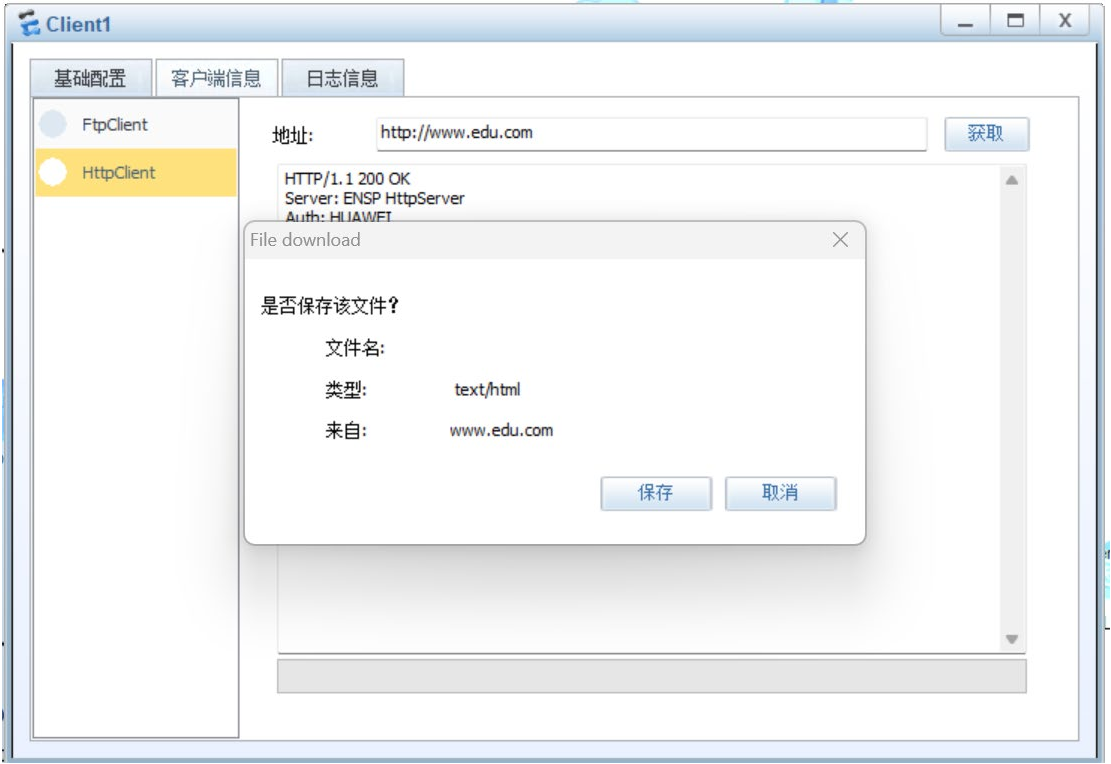 Client1
基础配置 客户端信息 日志信息
FtpClient
HttpClient
地址: http://www.edu.com 获取
HTTP/1.1 200 OK
Server: ENSP HttpServer
Auth: HUAWEI
File download
是否保存该文件?
文件名:
类型: text/html
来自: www.edu.com
保存 取消